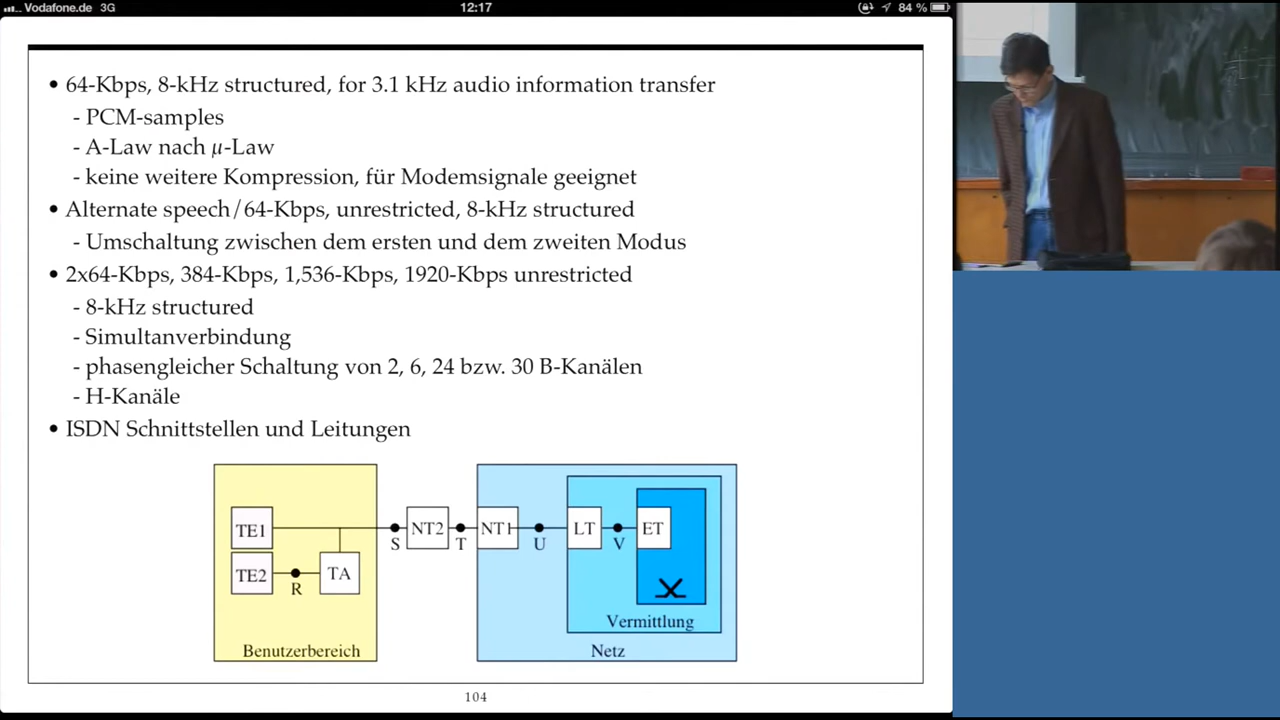 Vodafone.de 3G 12:17 84 %
• 64-Kbps, 8-kHz structured, for 3.1 kHz audio information transfer
- PCM-samples
- A-Law nach μ-Law
- keine weitere Kompression, für Modemsignale geeignet
• Alternate speech/64-Kbps, unrestricted, 8-kHz structured
- Umschaltung zwischen dem ersten und dem zweiten Modus
• 2x64-Kbps, 384-Kbps, 1,536-Kbps, 1920-Kbps unrestricted
- 8-kHz structured
- Simultanverbindung
- phasengleicher Schaltung von 2, 6, 24 bzw. 30 B-Kanälen
- H-Kanäle
• ISDN Schnittstellen und Leitungen
TE1 NT2 NT1 LT ET
S T U V
TE2 TA
R
Vermittlung
Benutzerbereich Netz
104